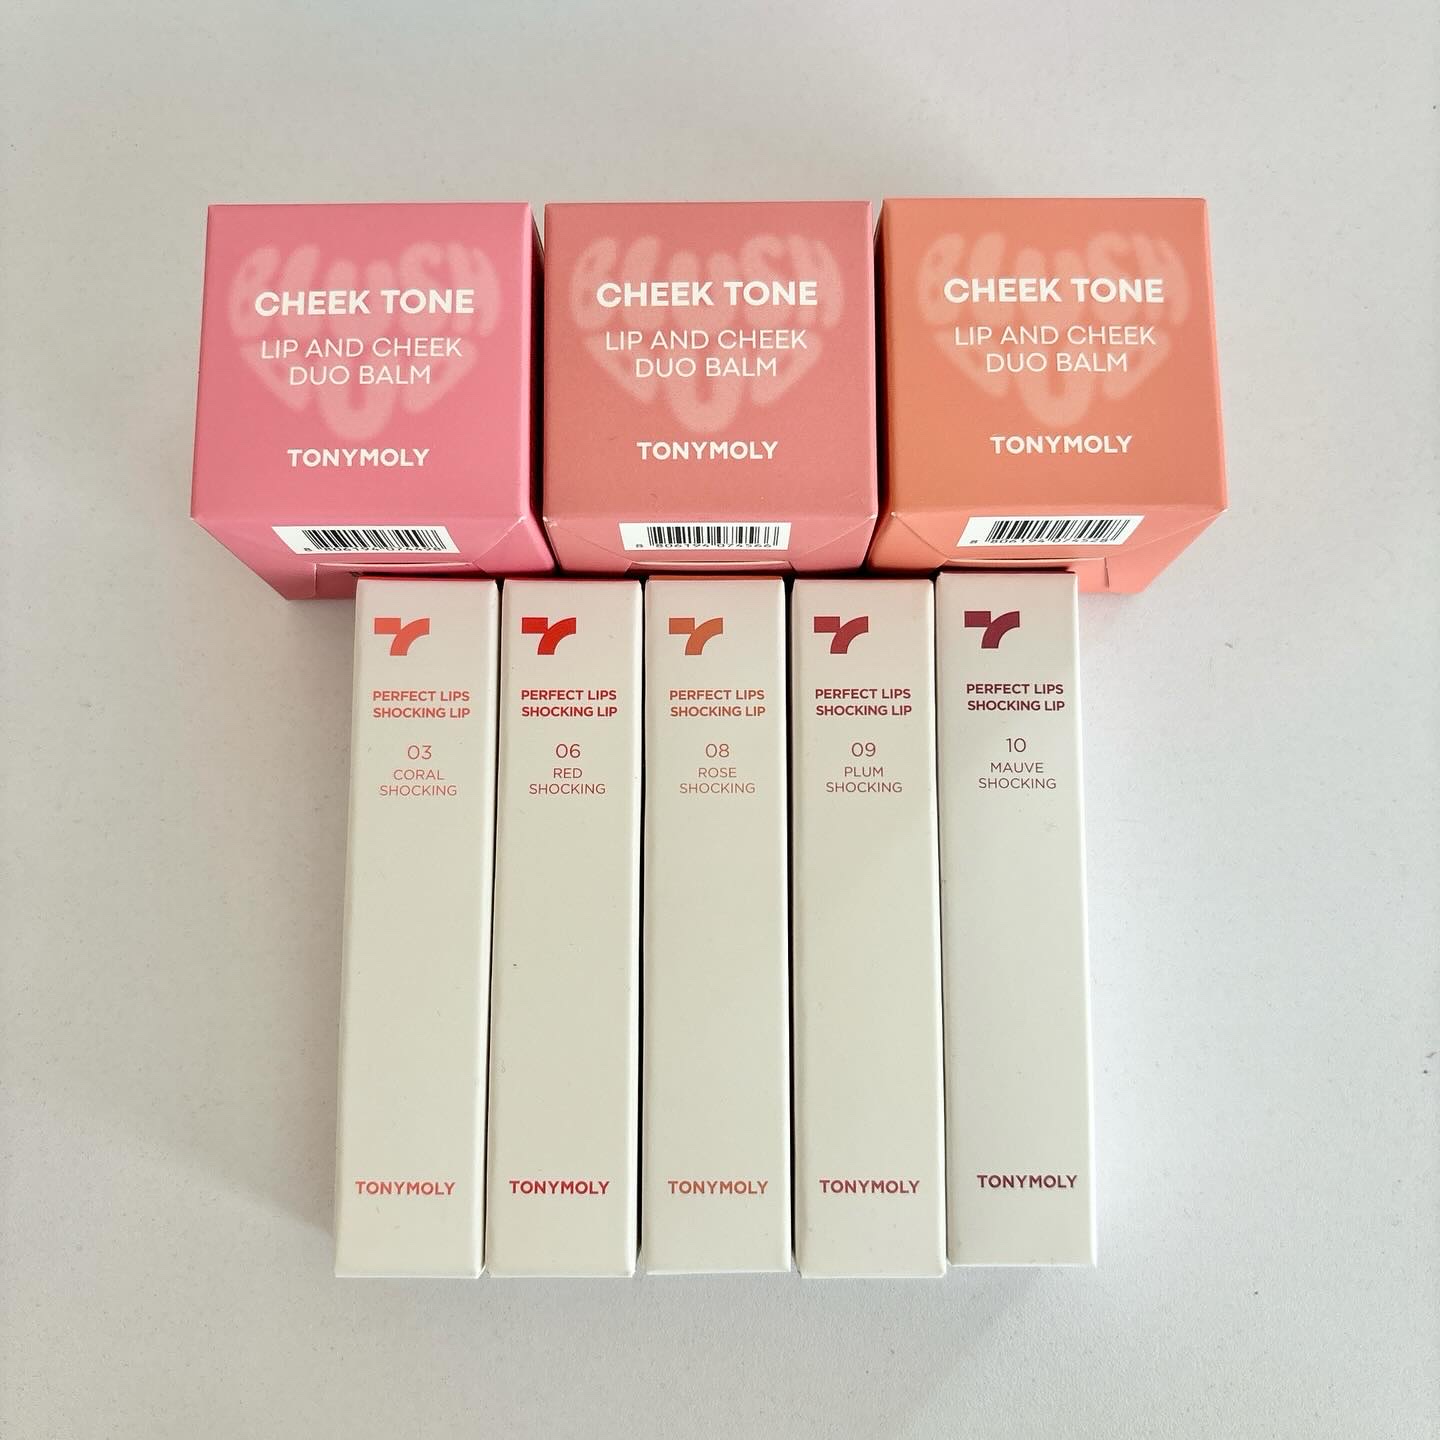 BLUSH
CHEEK TONE
LIP AND CHEEK
DUO BALM
TONYMOLY
BLUSH
CHEEK TONE
LIP AND CHEEK
DUO BALM
TONYMOLY
8 806194 074566
BLUSH
CHEEK TONE
LIP AND CHEEK
DUO BALM
TONYMOLY
PERFECT LIPS
SHOCKING LIP
03
CORAL
SHOCKING
TONYMOLY
PERFECT LIPS
SHOCKING LIP
06
RED
SHOCKING
TONYMOLY
PERFECT LIPS
SHOCKING LIP
08
ROSE
SHOCKING
TONYMOLY
PERFECT LIPS
SHOCKING LIP
09
PLUM
SHOCKING
TONYMOLY
PERFECT LIPS
SHOCKING LIP
10
MAUVE
SHOCKING
TONYMOLY